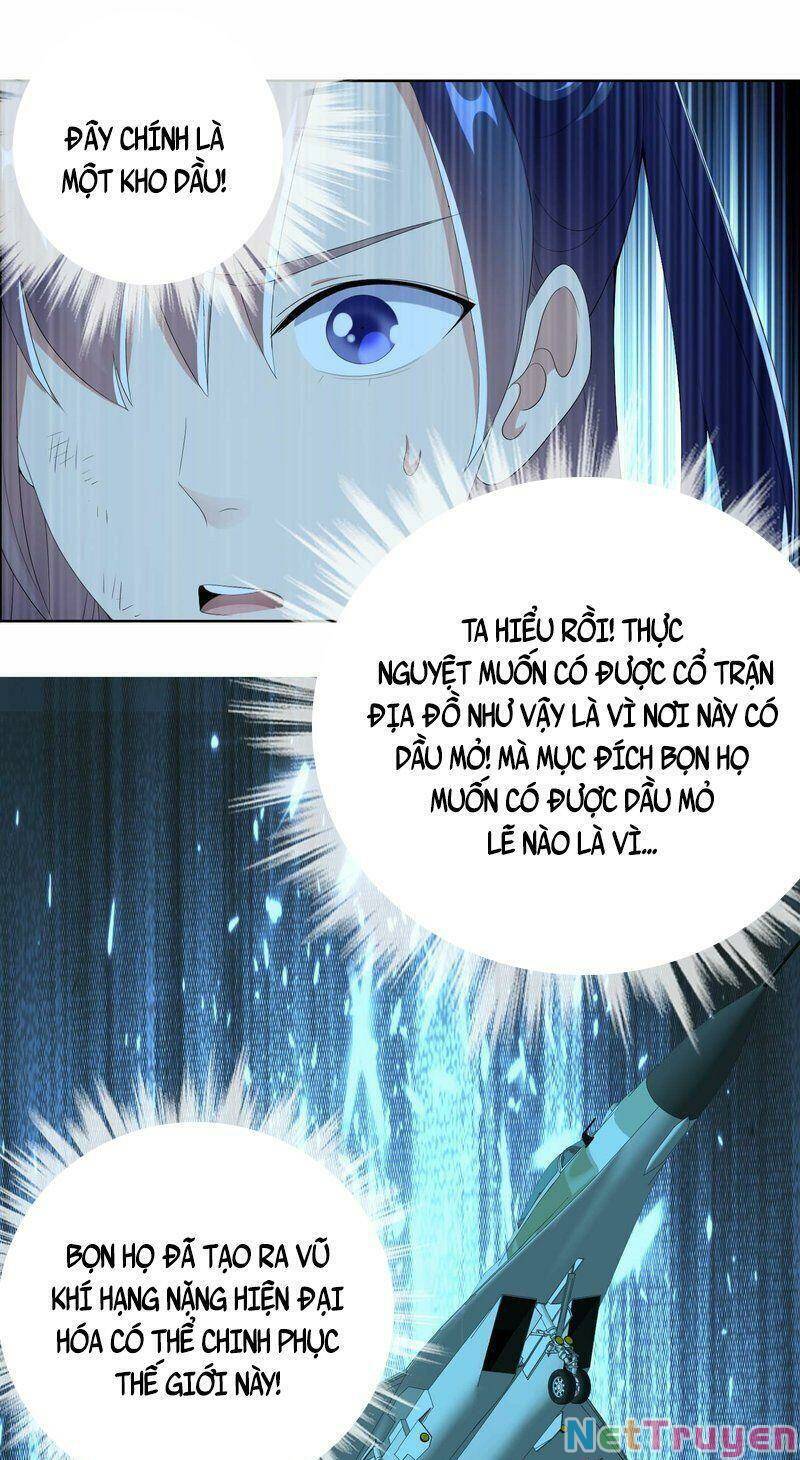 ĐÂY CHÍNH LÀ
MỘT KHO DẦU!
TA HIỂU RỒI! THỰC
NGUYỆT MUỐN CÓ ĐƯỢC CỔ TRẬN
ĐỊA ĐỒ NHƯ VẬY LÀ VÌ NƠI NÀY CÓ
DẦU MỎ! MÀ MỤC ĐÍCH BỌN HỌ
MUỐN CÓ ĐƯỢC DẦU MỎ
LẼ NÀO LÀ VÌ...
BỌN HỌ ĐÃ TẠO RA VŨ
KHÍ HẠNG NẶNG HIỆN ĐẠI
HÓA CÓ THỂ CHINH PHỤC
THẾ GIỚI NÀY!
NetTruyen